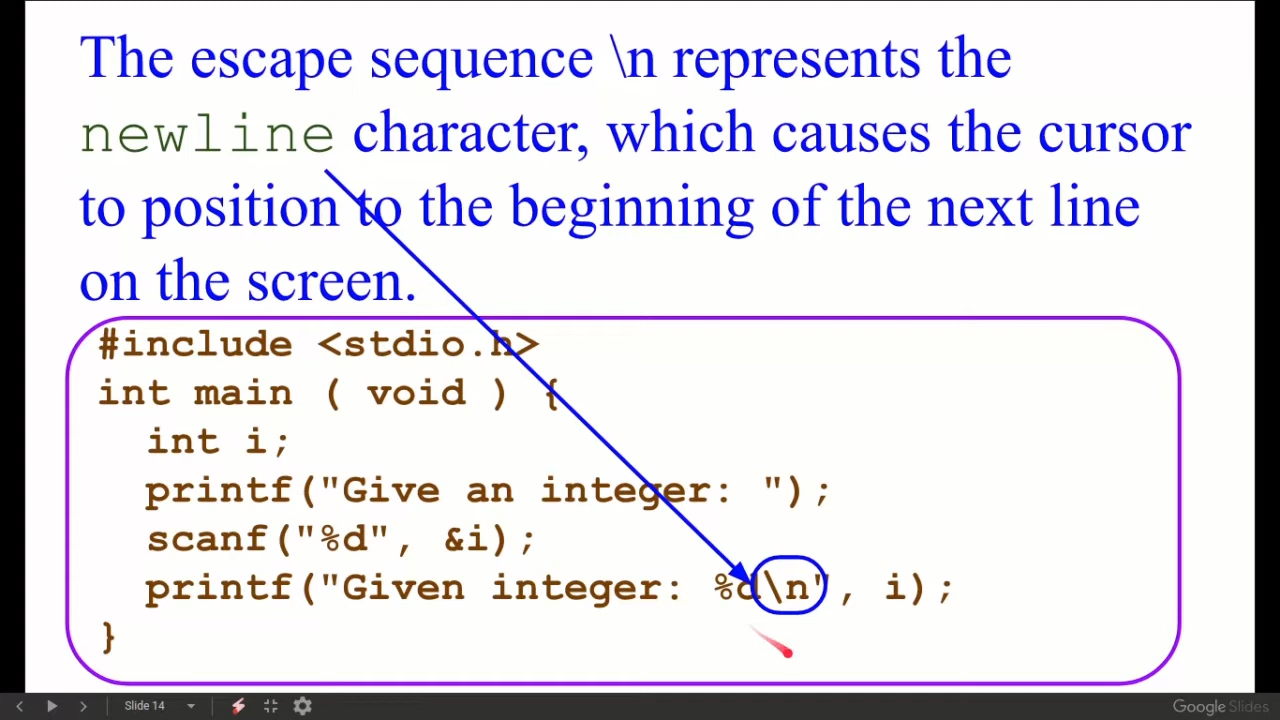 The escape sequence \n represents the
newline character, which causes the cursor
to position to the beginning of the next line
on the screen.
#include <stdio.h>
int main ( void ) {
int i;
printf("Give an integer: ");
scanf("%d", &i);
printf("Given integer: %d\n", i);
}
Slide 14
Google Slides